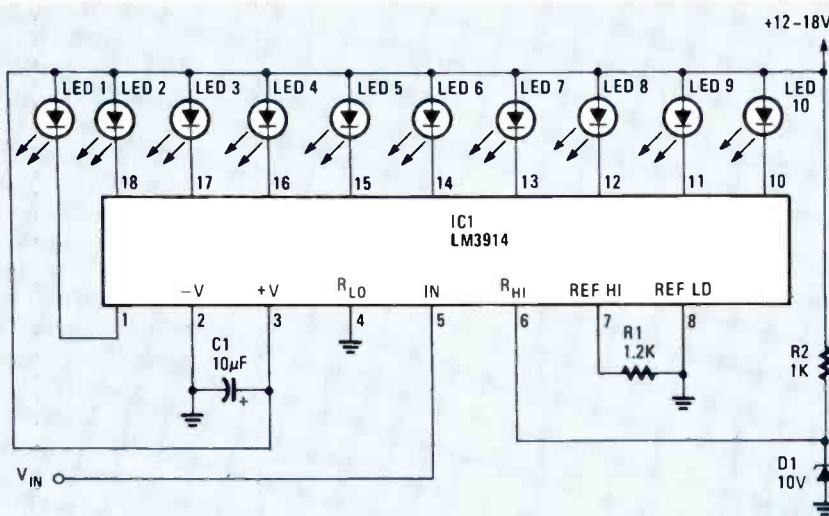 +12-18V
LED 1
LED 2
LED 3
LED 4
LED 5
LED 6
LED 7
LED 8
LED 9
LED
10
18
17
16
15
14
13
12
11
10
IC1
LM3914
-V
+V
RLO
IN
RHI
REF HI
REF LO
1
2
3
4
5
6
7
8
C1
10µF
+
R1
1.2K
R2
1K
VIN
D1
10V